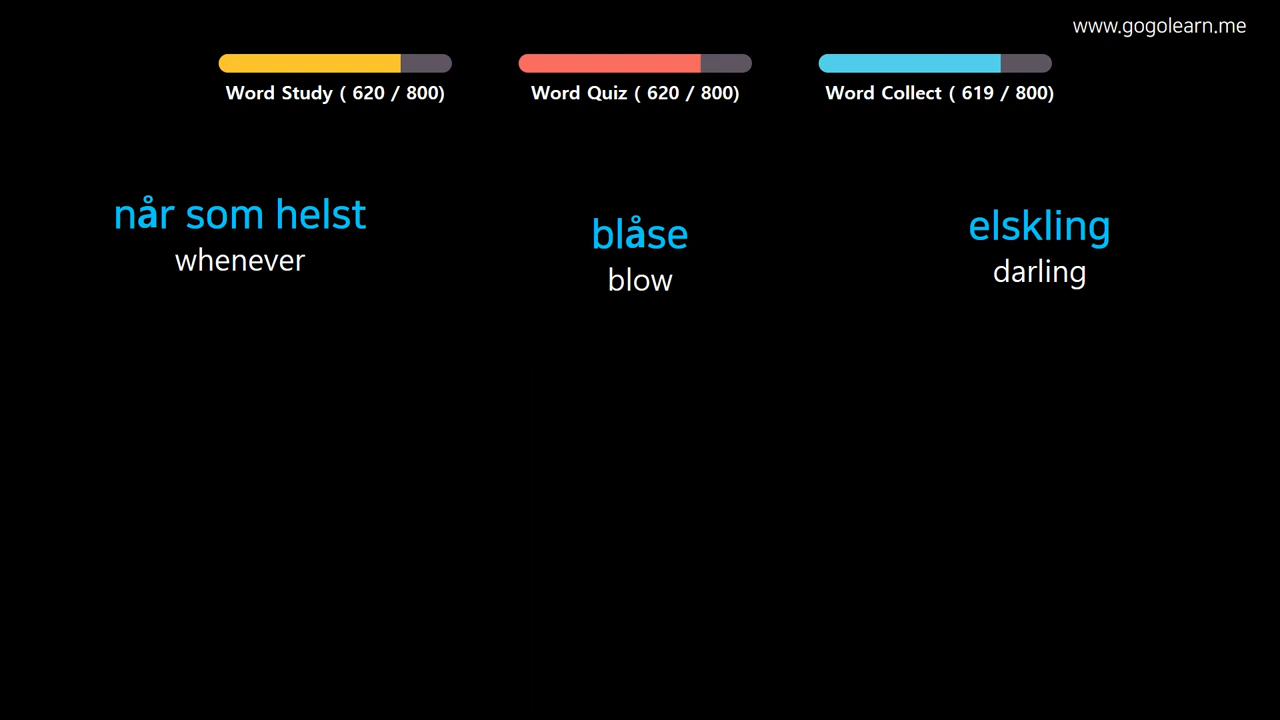 www.gogolearn.me
Word Study ( 620 / 800)
Word Quiz ( 620 / 800)
Word Collect ( 619 / 800)
når som helst
whenever
blåse
blow
elskling
darling